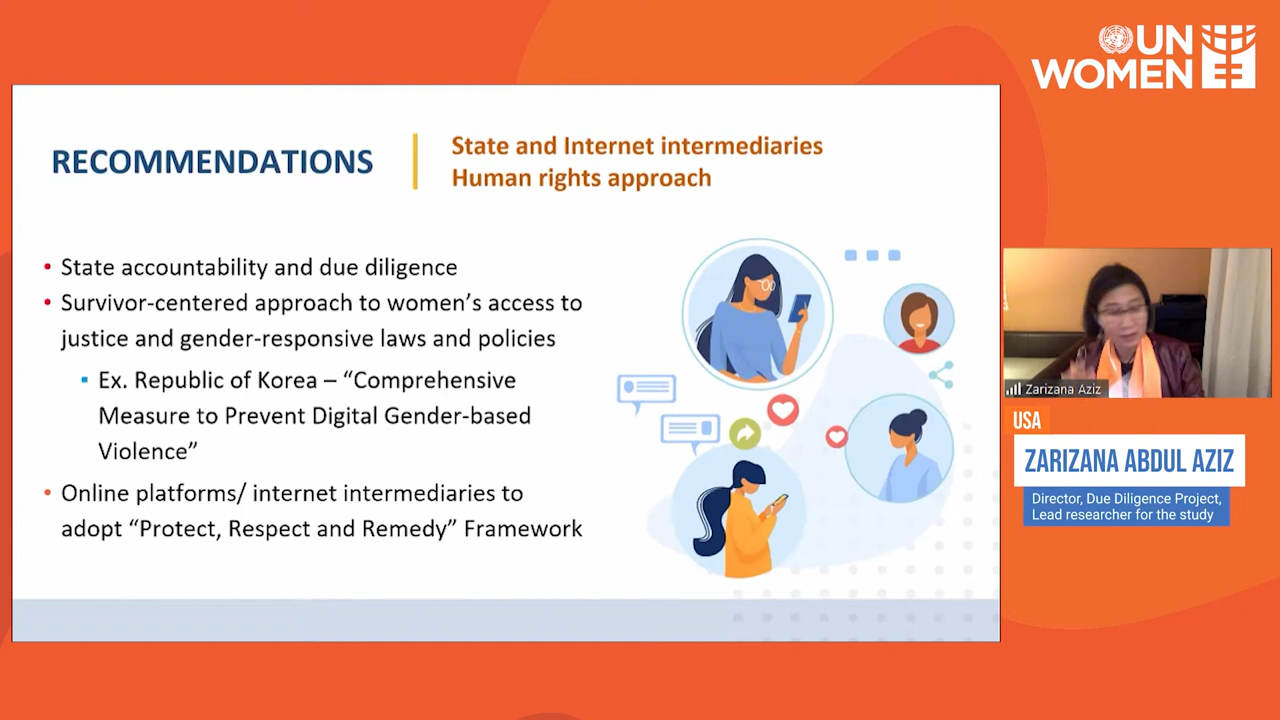 UN
WOMEN
RECOMMENDATIONS
State and Internet intermediaries
Human rights approach
• State accountability and due diligence
• Survivor-centered approach to women’s access to
justice and gender-responsive laws and policies
▪ Ex. Republic of Korea – “Comprehensive
Measure to Prevent Digital Gender-based
Violence”
• Online platforms/ internet intermediaries to
adopt “Protect, Respect and Remedy” Framework
Zarizana Aziz
USA
ZARIZANA ABDUL AZIZ
Director, Due Diligence Project,
Lead researcher for the study